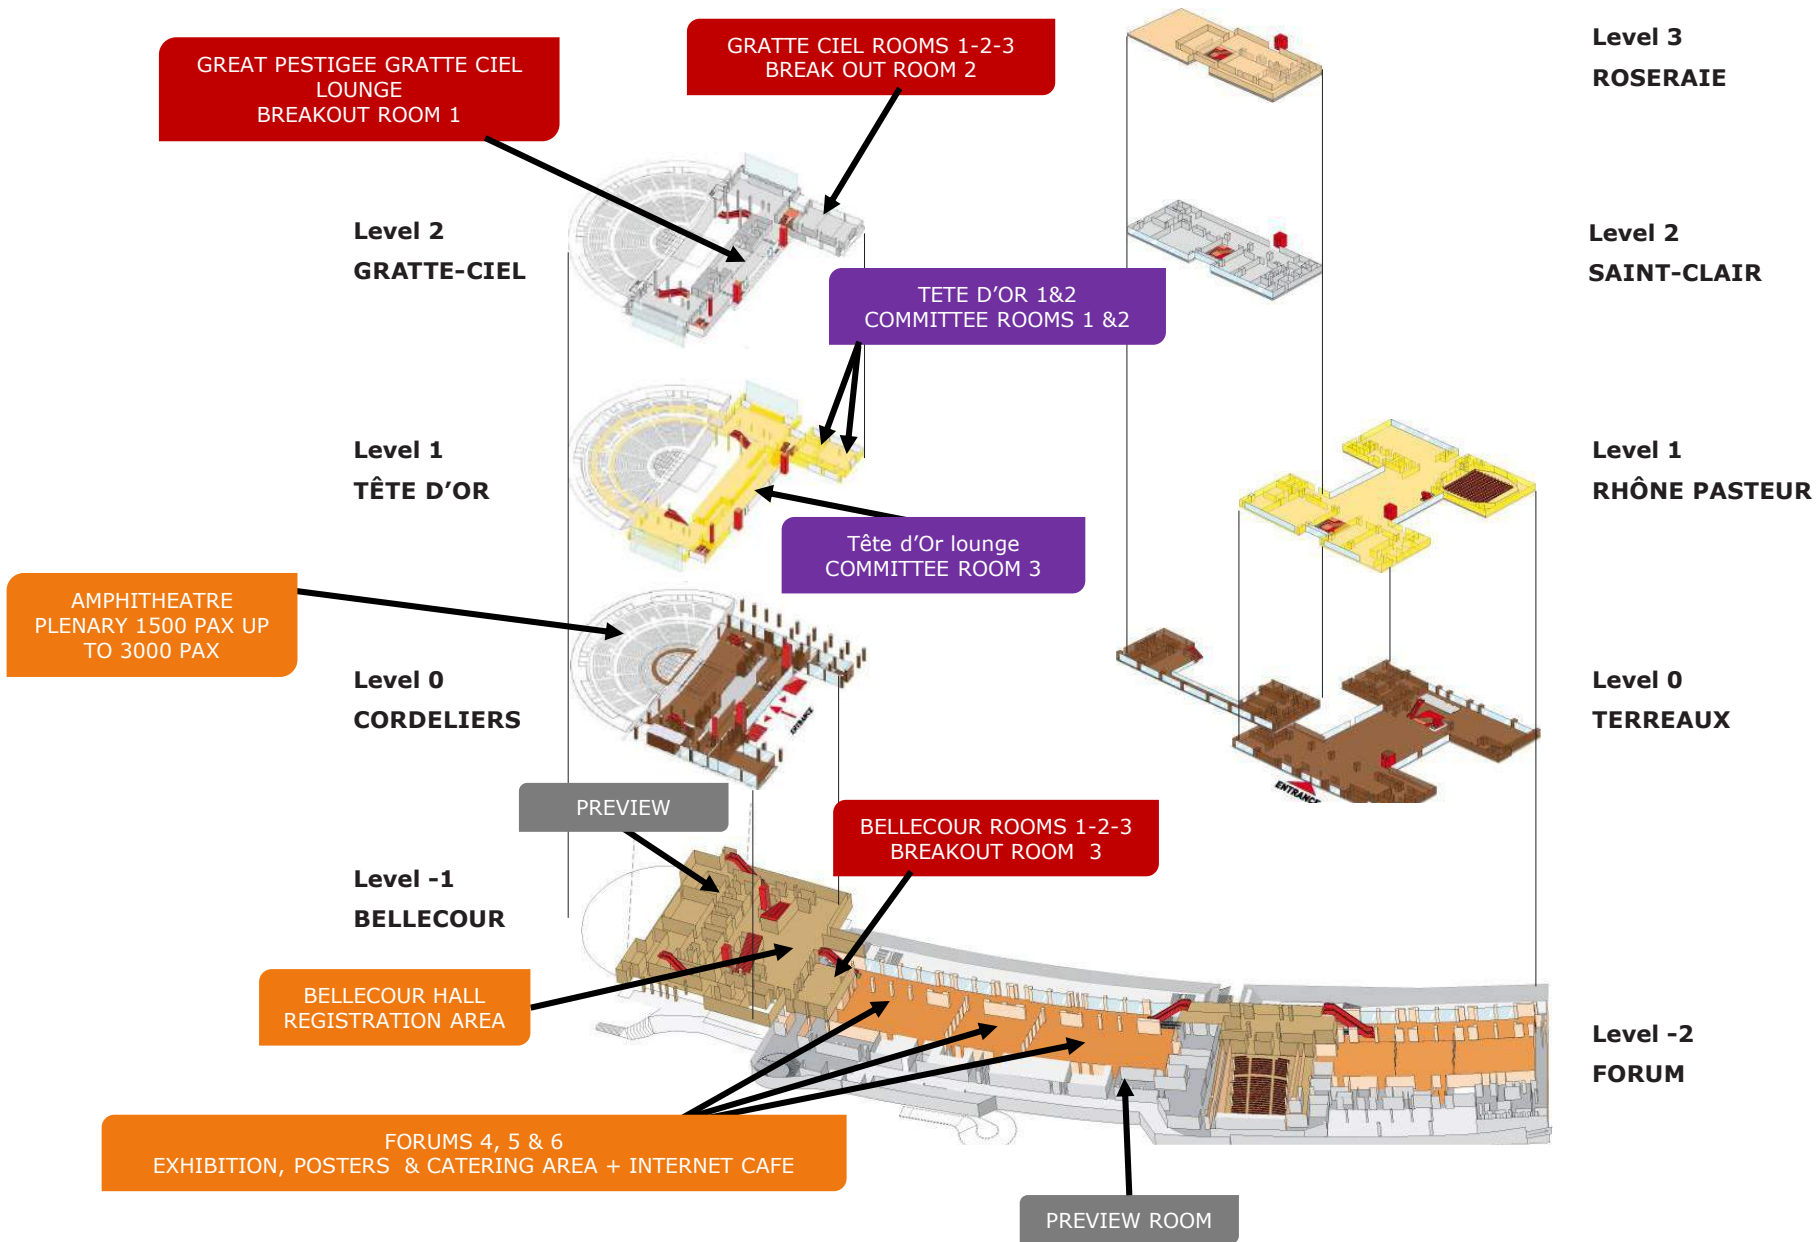 GREAT PESTIGEE GRATTE CIEL
LOUNGE
BREAKOUT ROOM 1
GRATTE CIEL ROOMS 1-2-3
BREAK OUT ROOM 2
Level 3
ROSERAIE
Level 2
GRATTE-CIEL
Level 2
SAINT-CLAIR
TETE D'OR 1&2
COMMITTEE ROOMS 1 &2
Level 1
TÊTE D'OR
Level 1
RHÔNE PASTEUR
Tête d'Or lounge
COMMITTEE ROOM 3
AMPHITHEATRE
PLENARY 1500 PAX UP
TO 3000 PAX
Level 0
CORDELIERS
ENTRANCE
Level 0
TERREAUX
ENTRANCE
PREVIEW
BELLECOUR ROOMS 1-2-3
BREAKOUT ROOM 3
Level -1
BELLECOUR
BELLECOUR HALL
REGISTRATION AREA
Level -2
FORUM
FORUMS 4, 5 & 6
EXHIBITION, POSTERS & CATERING AREA + INTERNET CAFE
PREVIEW ROOM